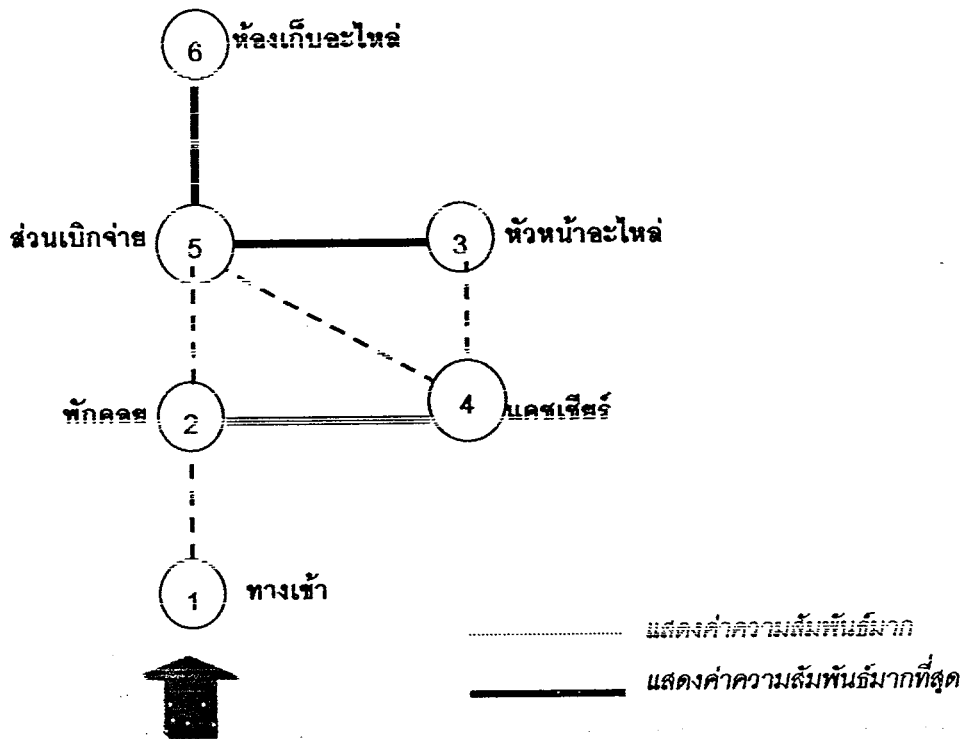 6 ห้องเก็บอะไหล่
ส่วนเบิกจ่าย 5 3 หัวหน้าอะไหล่
พักคอย 2 4 แคชเชียร์
1 ทางเข้า
แสดงค่าความสัมพันธ์มาก
แสดงค่าความสัมพันธ์มากที่สุด